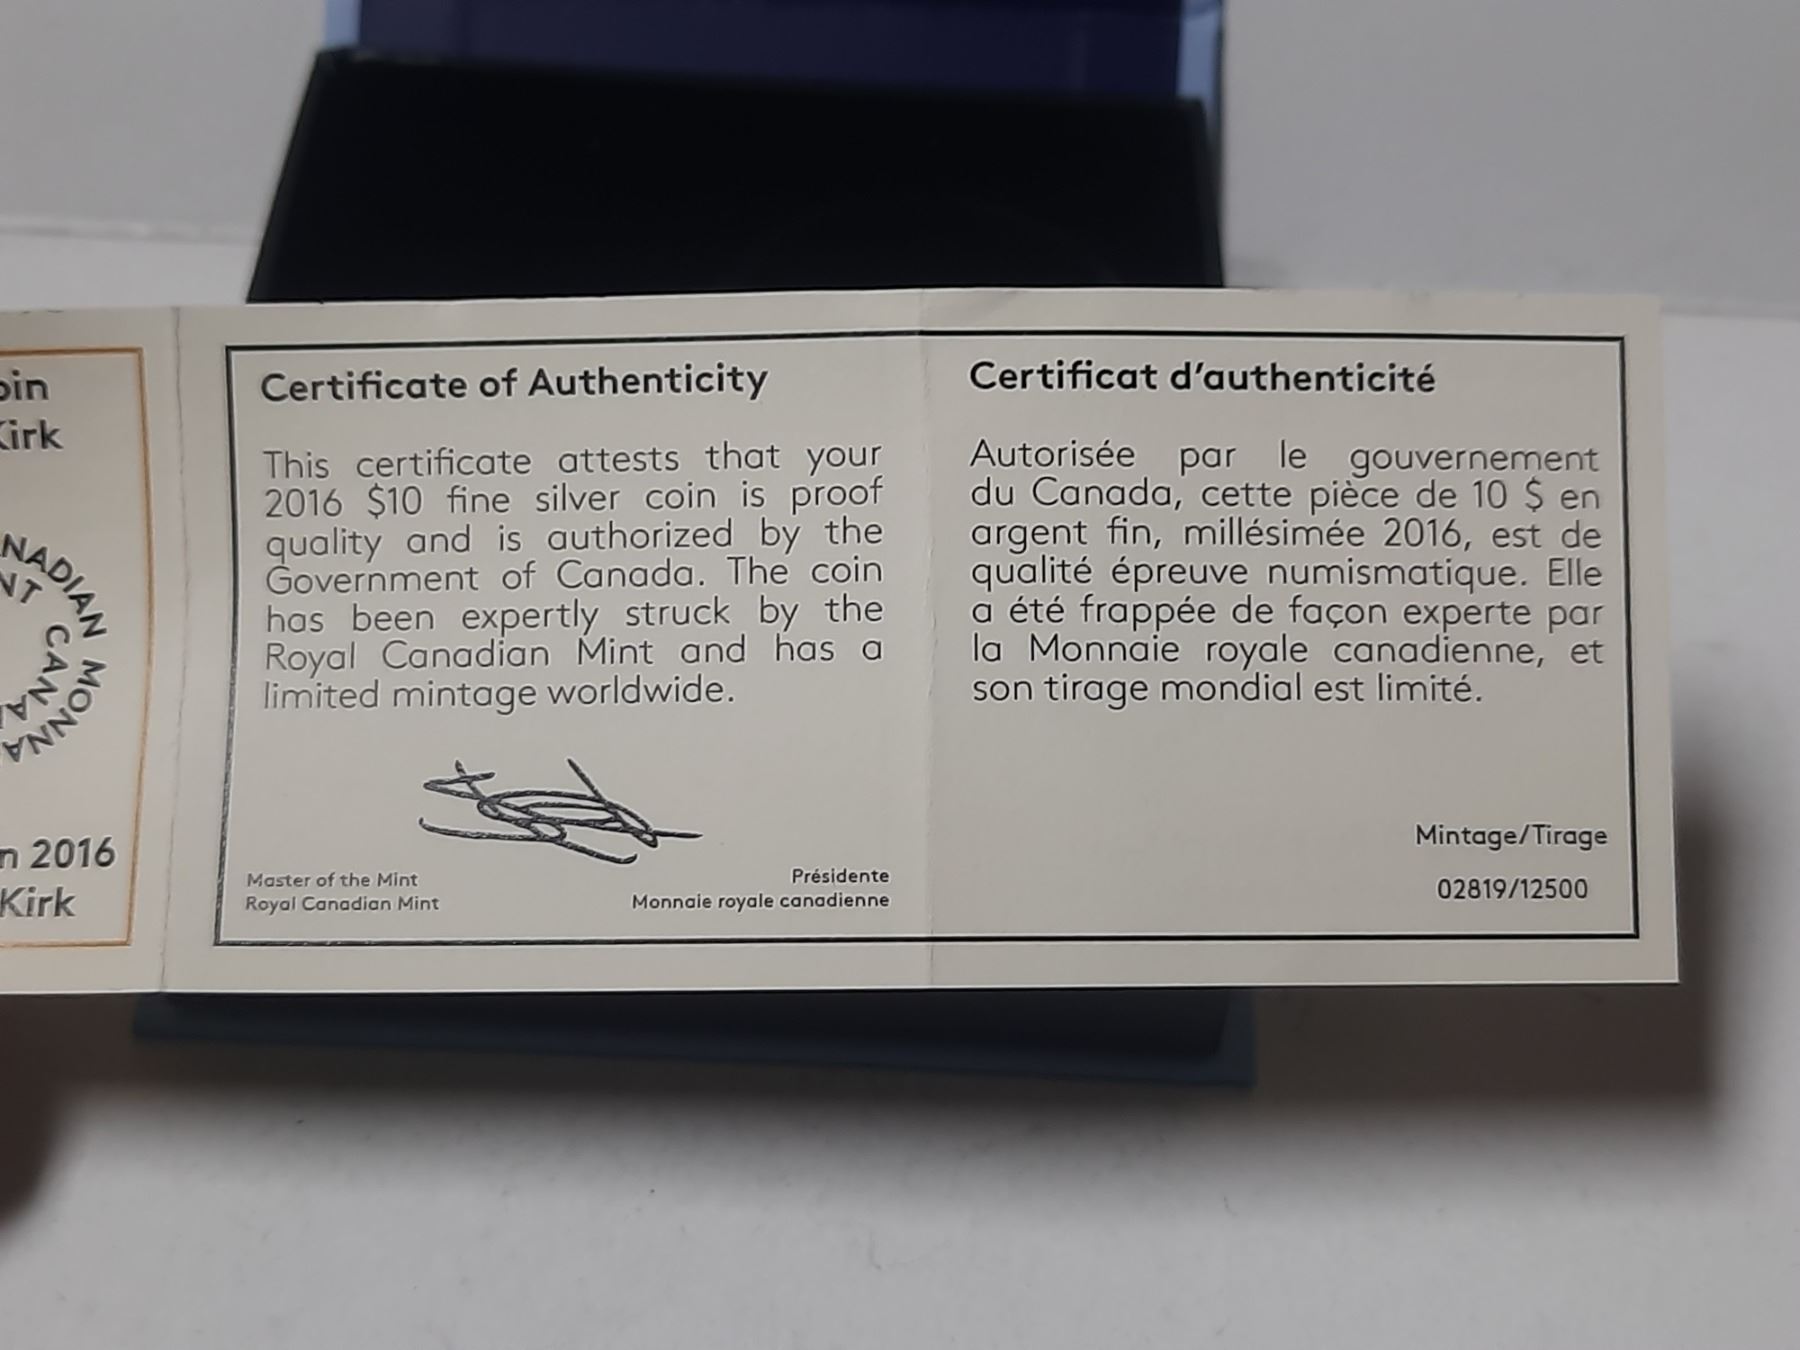 Kirk
NADIAN MONNA
CANA
n 2016
Kirk
Certificate of Authenticity
This certificate attests that your
2016 $10 fine silver coin is proof
quality and is authorized by the
Government of Canada. The coin
has been expertly struck by the
Royal Canadian Mint and has a
limited mintage worldwide.
Master of the Mint
Royal Canadian Mint
Présidente
Monnaie royale canadienne
Certificat d'authenticité
Autorisée par le gouvernement
du Canada, cette pièce de 10 $ en
argent fin, millésimée 2016, est de
qualité épreuve numismatique. Elle
a été frappée de façon experte par
la Monnaie royale canadienne, et
son tirage mondial est limité.
Mintage/Tirage
02819/12500